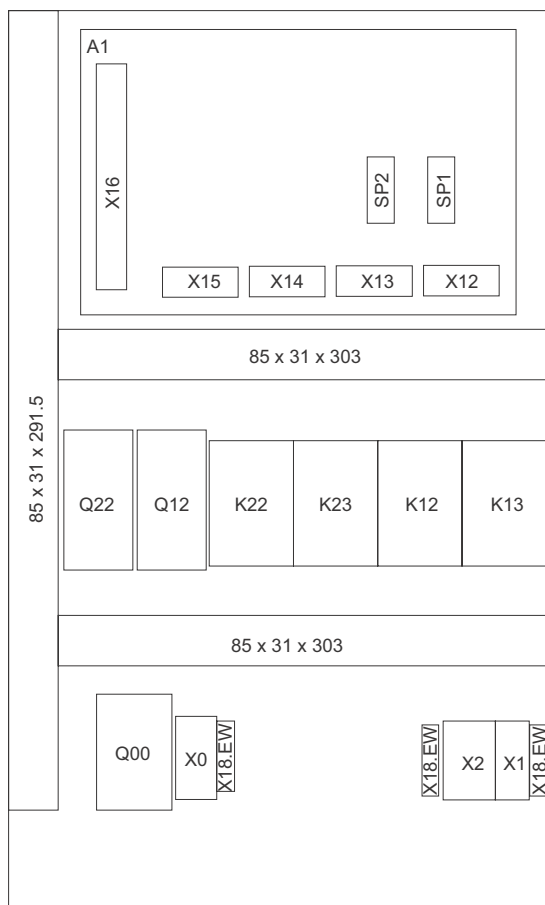 A1
X16
SP2
SP1
X15
X14
X13
X12
85 x 31 x 303
85 x 31 x 291.5
Q22
Q12
K22
K23
K12
K13
85 x 31 x 303
Q00
X0
X18.EW
X18.EW
X2
X1
X18.EW